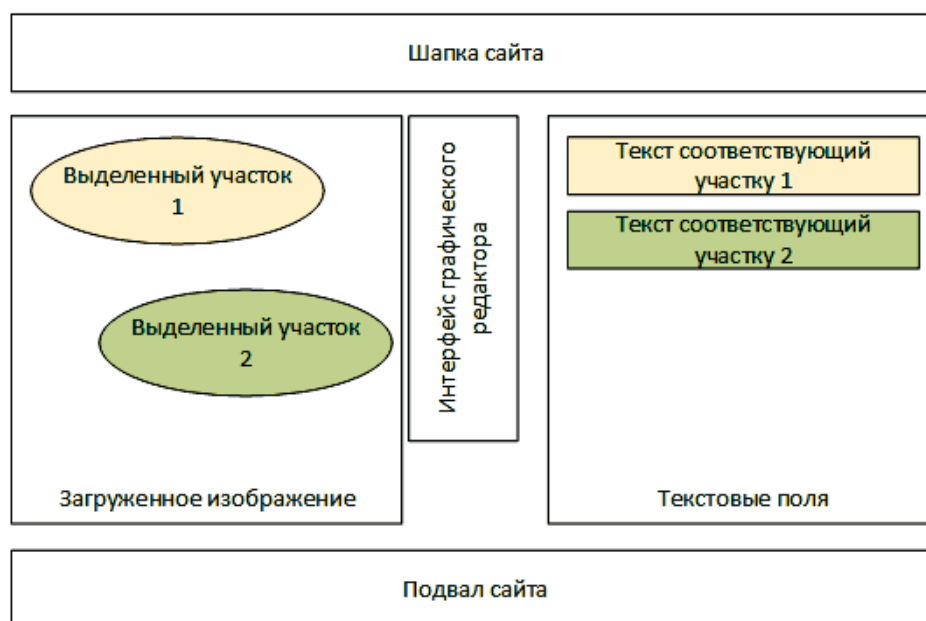 Шапка сайта
Выделенный участок
1
Выделенный участок
2
Загруженное изображение
Интерфейс графического
редактора
Текст соответствующий
участку 1
Текст соответствующий
участку 2
Текстовые поля
Подвал сайта